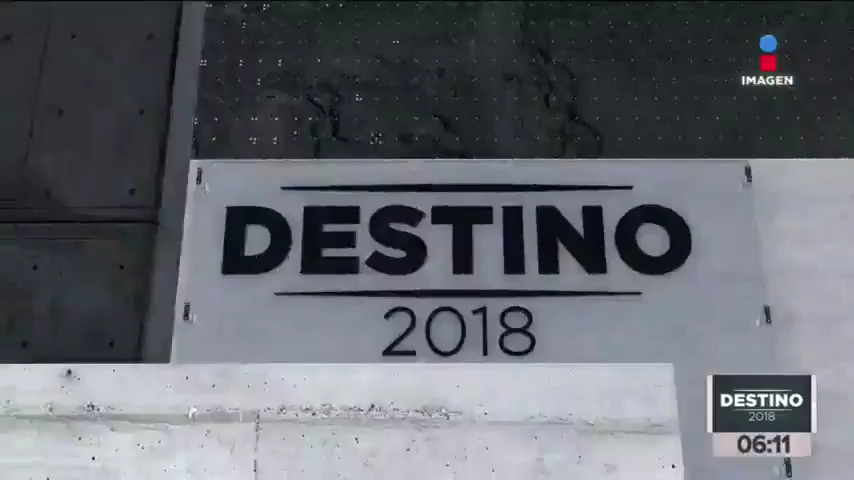 IMAGEN
DESTINO
2018
DESTINO
2018
06:11